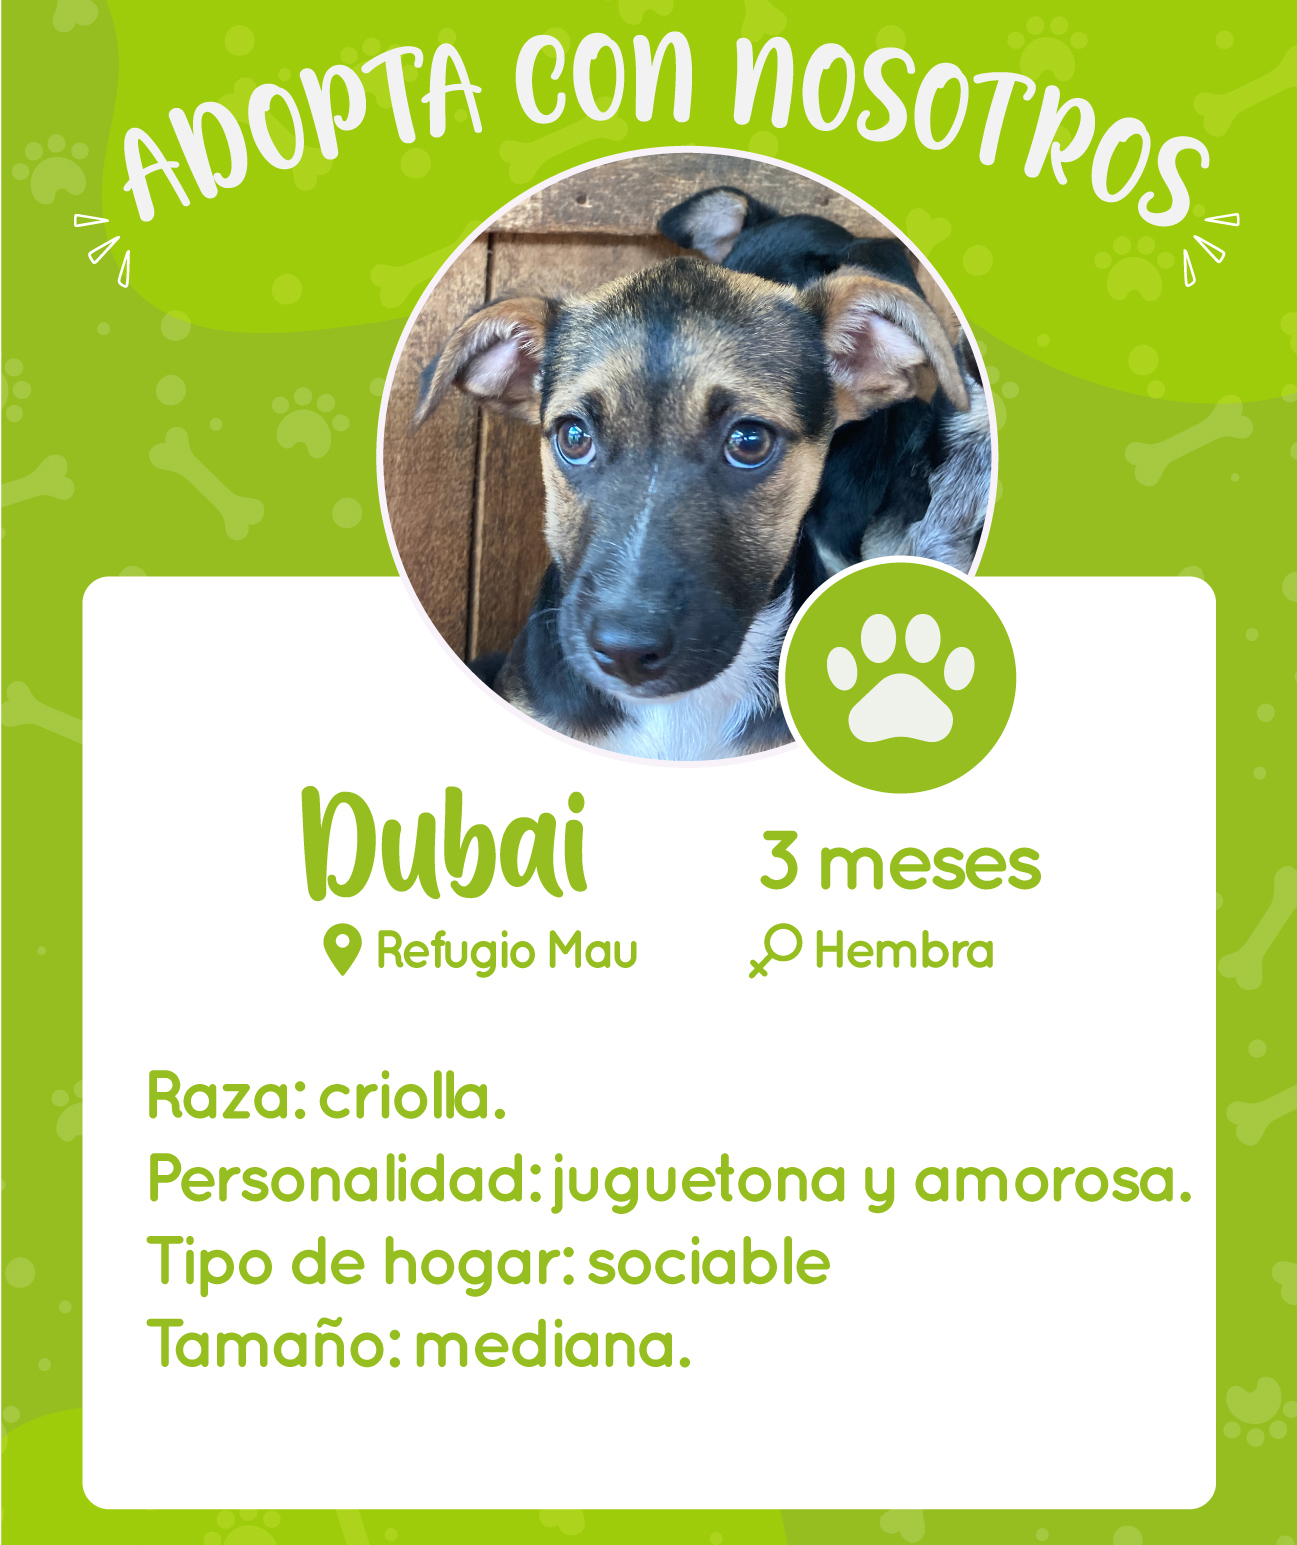 ADOPTA CON NOSOTROS
Dubai
3 meses
Refugio Mau
Hembra
Raza: criolla.
Personalidad: juguetona y amorosa.
Tipo de hogar: sociable
Tamaño: mediana.